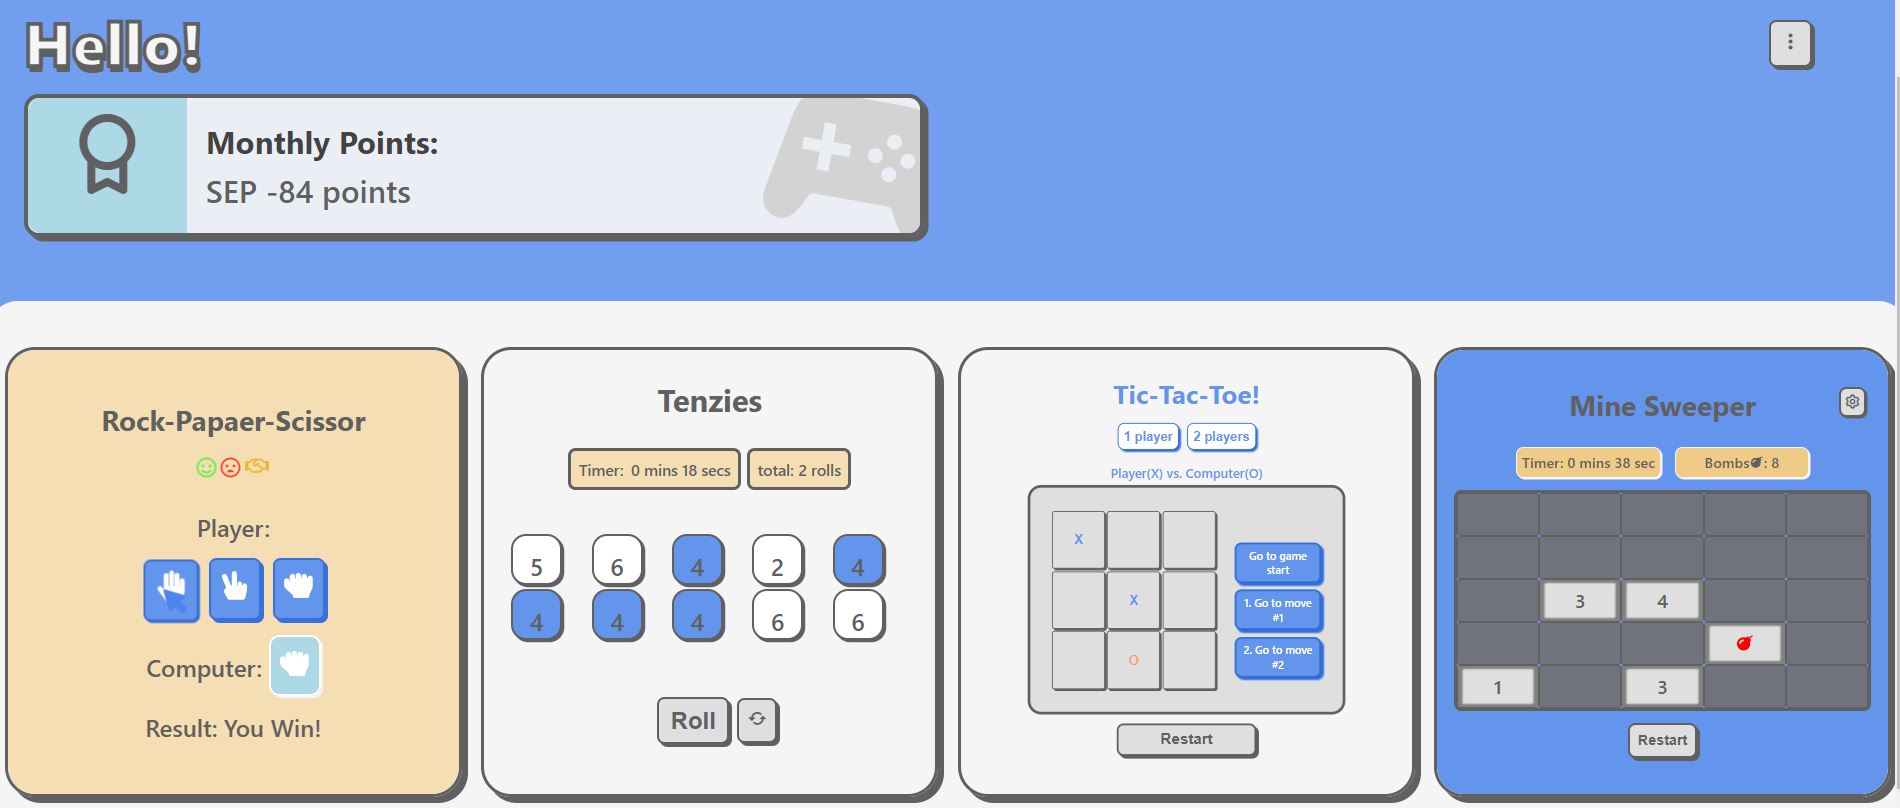 Hello!
Monthly Points:
SEP -84 points
Rock-Papaer-Scissor
Player:
Computer:
Result: You Win!
Tenzies
Timer: 0 mins 18 secs
total: 2 rolls
5 6 4 2 4
4 4 4 6 6
Roll
Tic-Tac-Toe!
1 player
2 players
Player(X) vs. Computer(O)
X
X
O
Go to game
start
1. Go to move
#1
2. Go to move
#2
Restart
Mine Sweeper
Timer: 0 mins 38 sec
Bombs💣: 8
3 4
1 3
Restart